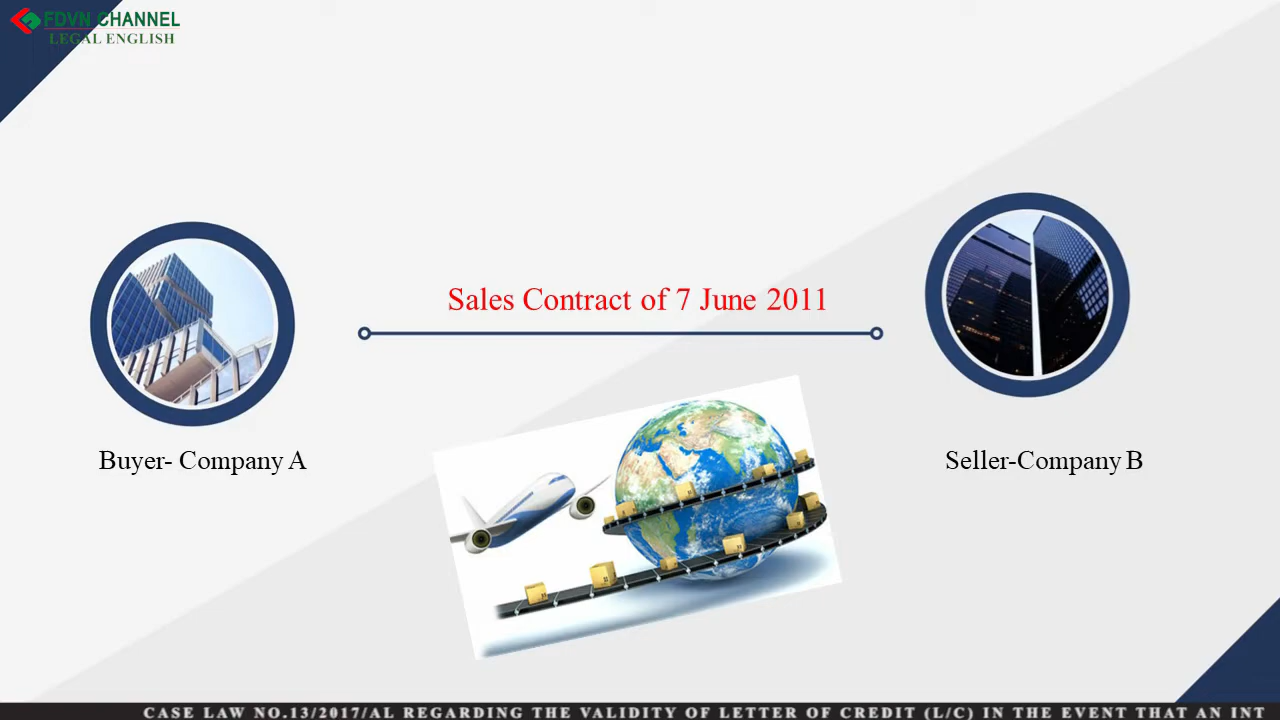 FDVN CHANNEL
LEGAL ENGLISH
Sales Contract of 7 June 2011
Buyer- Company A
Seller-Company B
CASE LAW NO.13/2017/AL REGARDING THE VALIDITY OF LETTER OF CREDIT (L/C) IN THE EVENT THAT AN INT